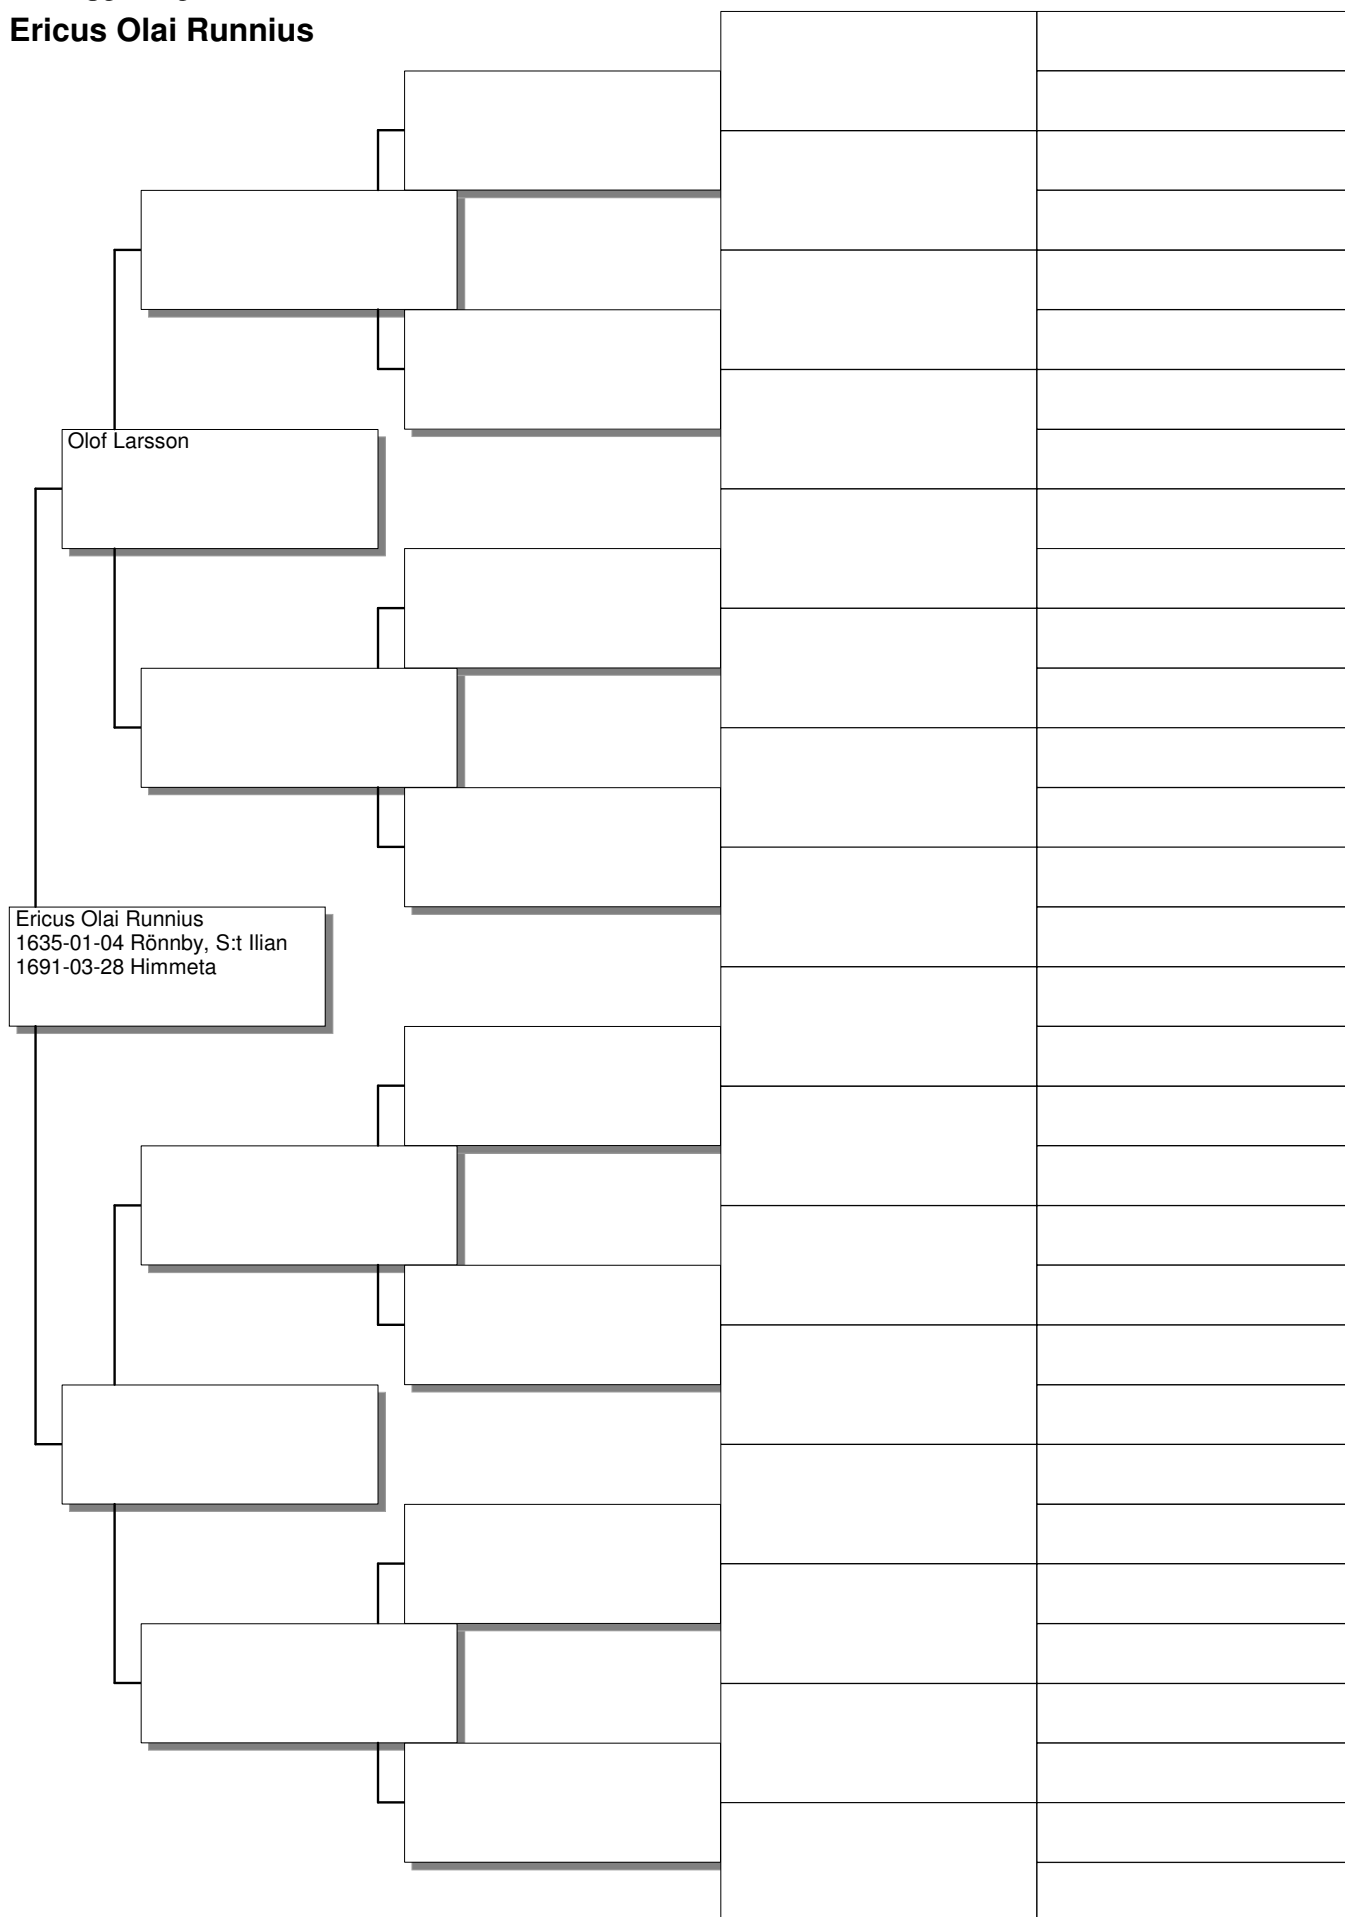 Ericus Olai Runnius
Olof Larsson
Ericus Olai Runnius
1635-01-04 Rönnby, S:t Ilian
1691-03-28 Himmeta